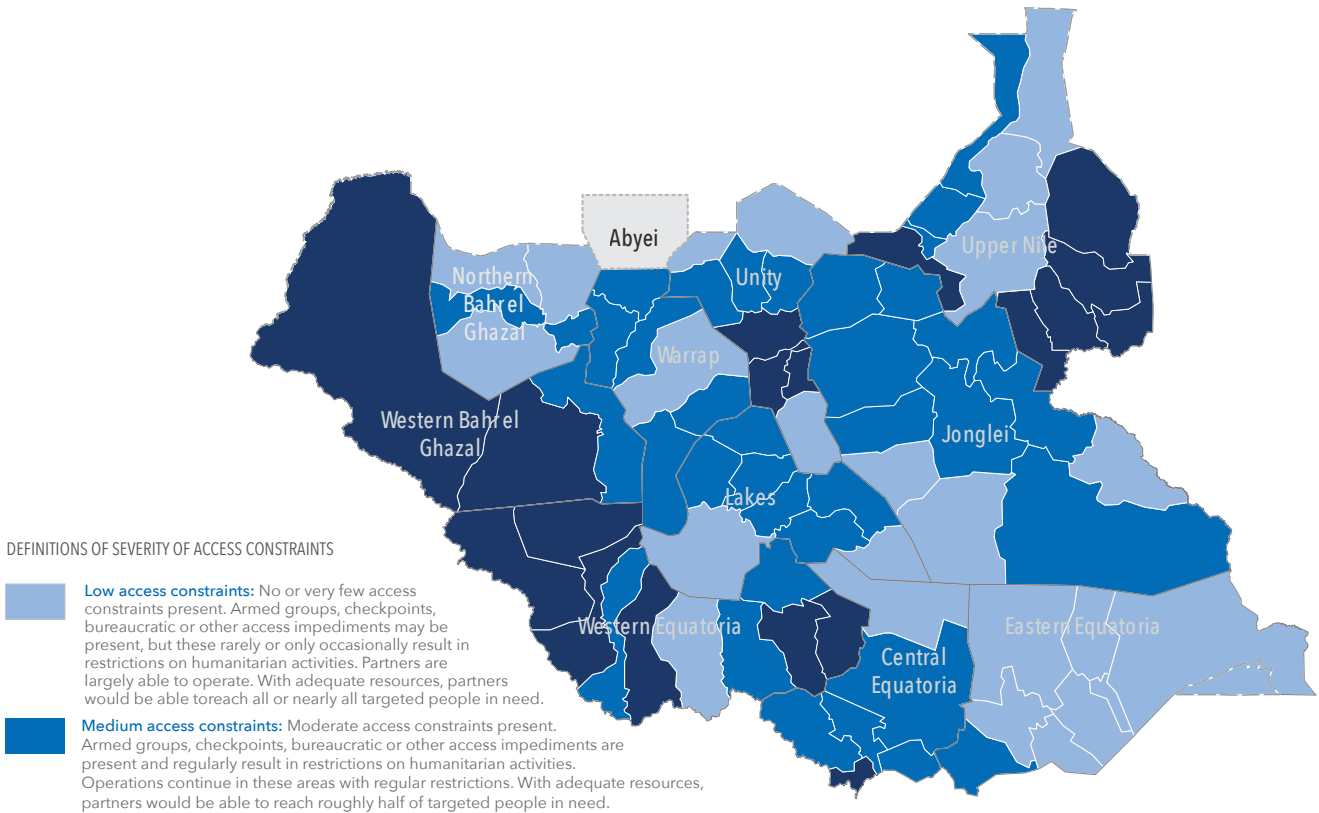 Abyei
Upper Nile
Northern
Bahrel
Ghazal
Unity
Warrap
Western Bahrel
Ghazal
Jonglei
Lakes
Western Equatoria
Eastern Equatoria
Central
Equatoria
DEFINITIONS OF SEVERITY OF ACCESS CONSTRAINTS
Low access constraints: No or very few access
constraints present. Armed groups, checkpoints,
bureaucratic or other access impediments may be
present, but these rarely or only occasionally result in
restrictions on humanitarian activities. Partners are
largely able to operate. With adequate resources, partners
would be able toreach all or nearly all targeted people in need.
Medium access constraints: Moderate access constraints present.
Armed groups, checkpoints, bureaucratic or other access impediments are
present and regularly result in restrictions on humanitarian activities.
Operations continue in these areas with regular restrictions. With adequate resources,
partners would be able to reach roughly half of targeted people in need.